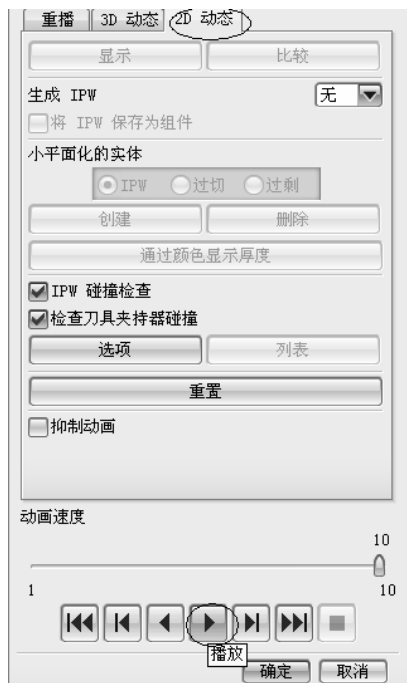 重播 3D 动态 2D 动态
显示 比较
生成 IPW 无
将 IPW 保存为组件
小平面化的实体
IPW 过切 过剩
创建 删除
通过颜色显示厚度
IPW 碰撞检查
检查刀具夹持器碰撞
选项 列表
重置
抑制动画
动画速度
10
1 10
播放
确定 取消